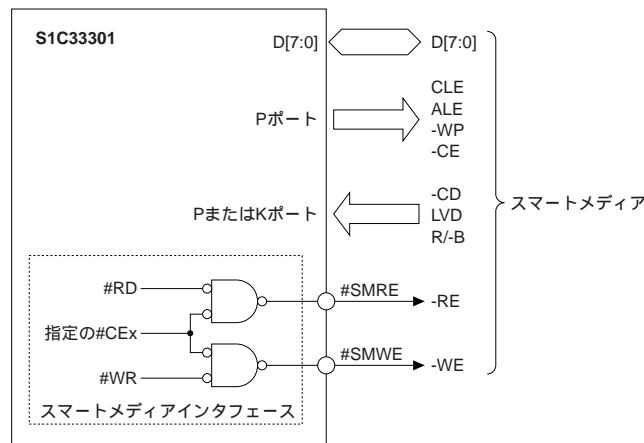 S1C33301
D[7:0]
D[7:0]
CLE
ALE
-WP
-CE
Pポート
-CD
LVD
R/-B
PまたはKポート
スマートメディア
#RD
#SMRE
-RE
指定の#CEx
#SMWE
-WE
#WR
スマートメディアインタフェース